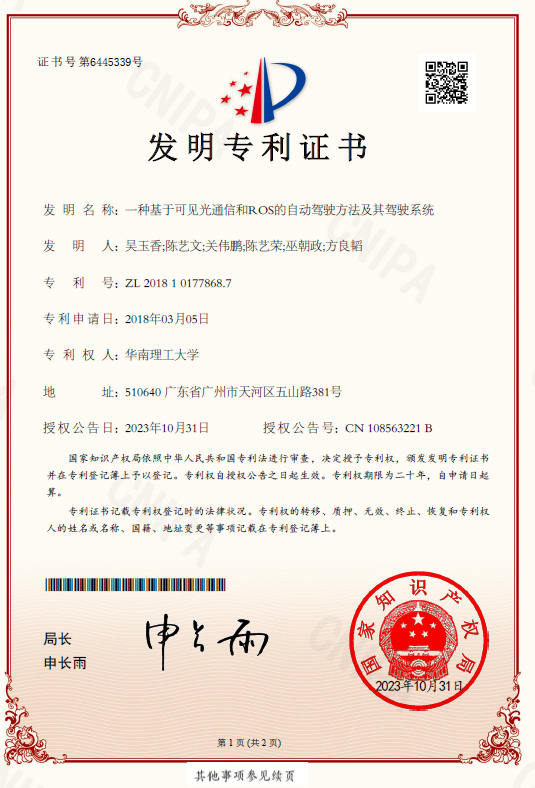 证书号第6445339号
发明专利证书
发明名称：一种基于可见光通信和ROS的自动驾驶方法及其驾驶系统
发明人：吴玉香;陈艺文;关伟鹏;陈艺荣;巫朝政;方良韬
专利号：ZL 2018 1 0177868.7
专利申请日：2018年03月05日
专利权人：华南理工大学
地址：510640 广东省广州市天河区五山路381号
授权公告日：2023年10月31日 授权公告号：CN 108563221 B
国家知识产权局依照中华人民共和国专利法进行审查，决定授予专利权，颁发发明专利证书
并在专利登记簿上予以登记。专利权自授权公告之日起生效。专利权期限为二十年，自申请日起
算。
专利证书记载专利权登记时的法律状况。专利权的转移、质押、无效、终止、恢复和专利权
人的姓名或名称、国籍、地址变更等事项记载在专利登记簿上。
局长
申长雨
申长雨
国家知识产权局
2023年10月31日
第 1 页 (共 2 页)
其他事项参见续页
CNIPA
CNIPA
CNIPA
CNIPA